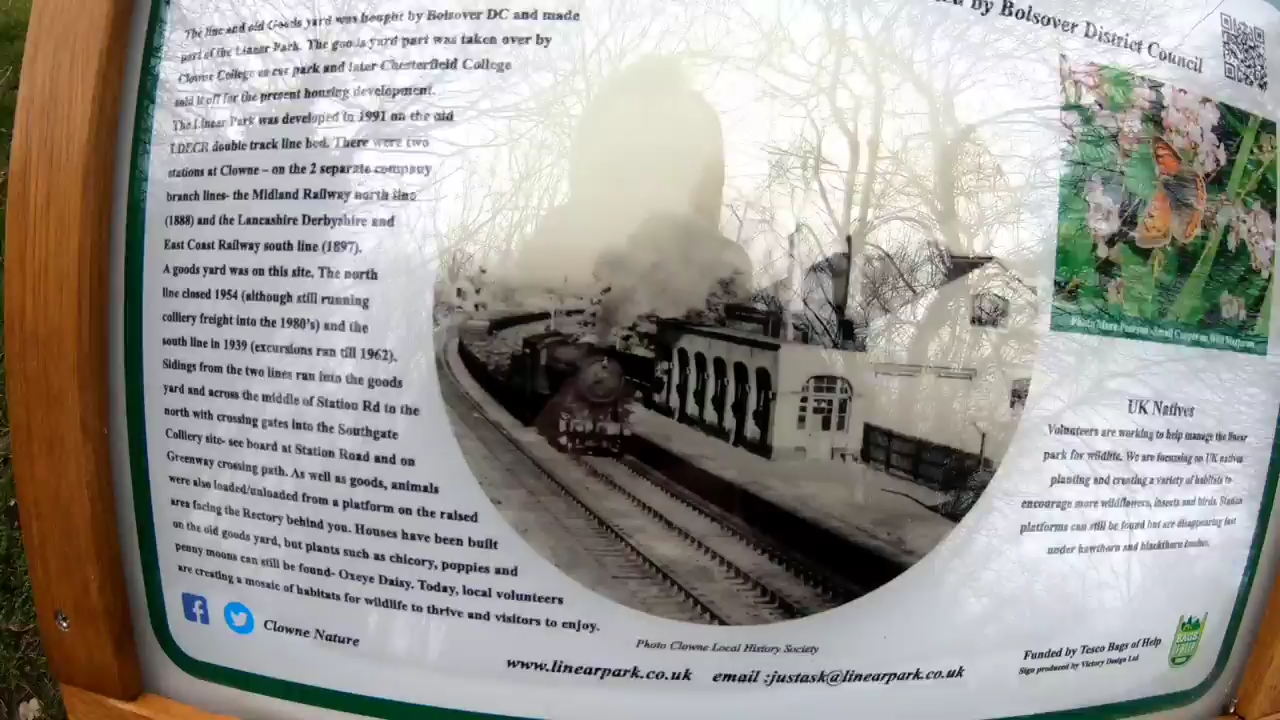 The line and old Goods yard was bought by Bolsover DC and made
part of the Linear Park. The goods yard part was taken over by
Clowne College as car park and later Chesterfield College
sold it off for the present housing development.
The Linear Park was developed in 1991 on the old
LDECR double track line bed. There were two
stations at Clowne – on the 2 separate company
branch lines- the Midland Railway north line
(1888) and the Lancashire Derbyshire and
East Coast Railway south line (1897).
A goods yard was on this site. The north
line closed 1954 (although still running
colliery freight into the 1980's) and the
south line in 1939 (excursions ran till 1962).
Sidings from the two lines ran into the goods
yard and across the middle of Station Rd to the
north with crossing gates into the Southgate
Colliery site- see board at Station Road and on
Greenway crossing path. As well as goods, animals
were also loaded/unloaded from a platform on the raised
area facing the Rectory behind you. Houses have been built
on the old goods yard, but plants such as chicory, poppies and
penny moons can still be found- Oxeye Daisy. Today, local volunteers
are creating a mosaic of habitats for wildlife to thrive and visitors to enjoy.
Clowne Nature
Photo Clowne Local History Society
www.linearpark.co.uk email :justask@linearpark.co.uk
by Bolsover District Council
Small Copper on
UK Natives
Volunteers are working to help manage the linear
park for wildlife. We are focussing on UK natives
planting and creating a variety of habitats to
encourage more wildflowers, insects and birds. Station
platforms can still be found but are disappearing fast
under hawthorn and blackthorn bushes.
Funded by Tesco Bags of Help
Sign produced by Victory Design Ltd
BAGS
HELP